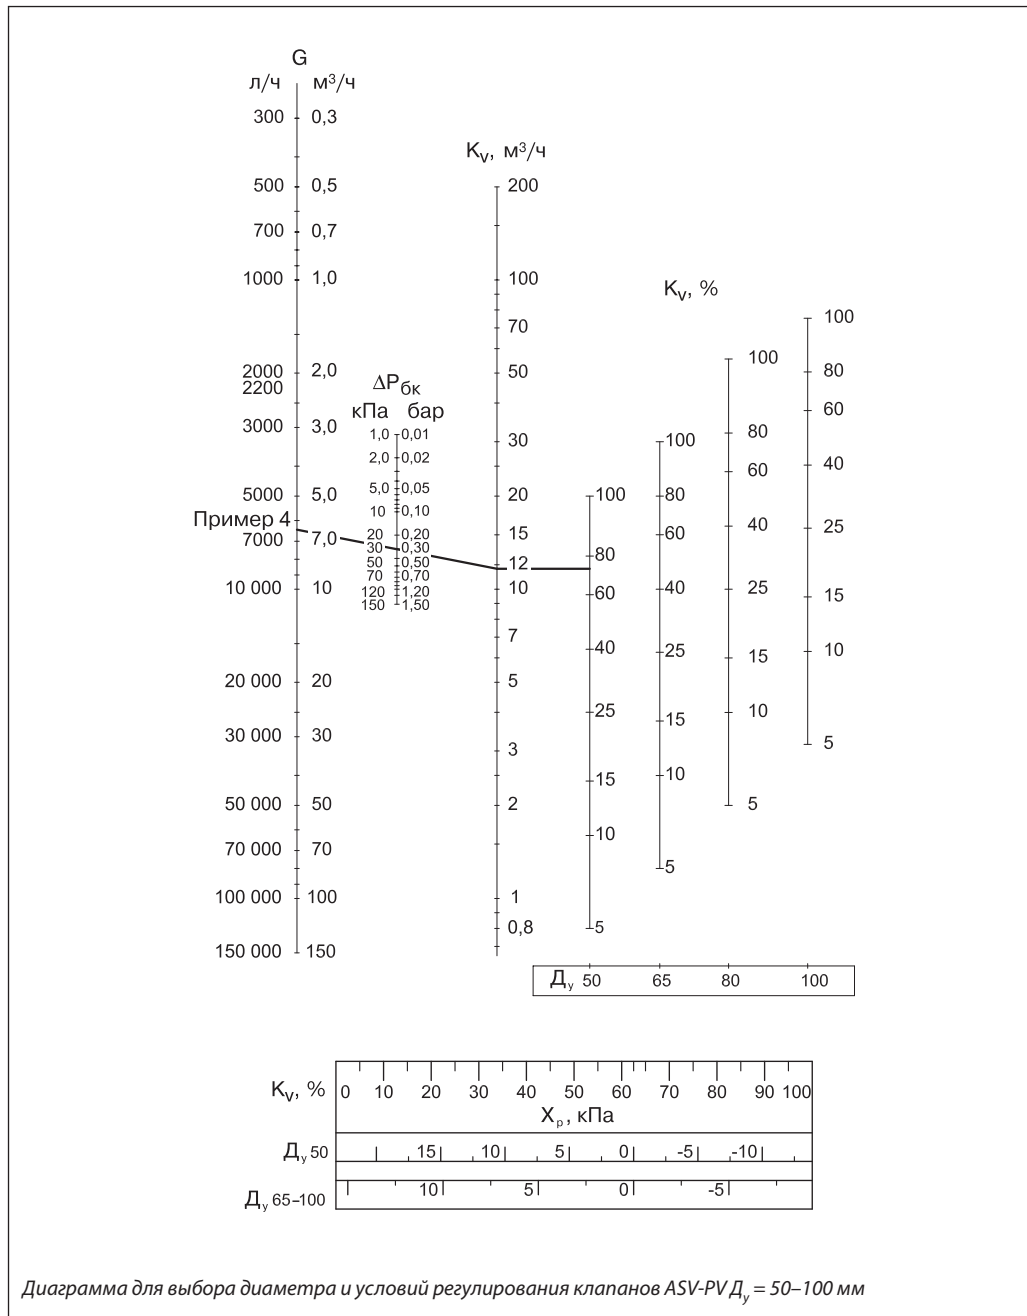 G
л/ч м³/ч
300 0,3
Kᵥ, м³/ч
500 0,5 200
700 0,7
1000 1,0 100
Kᵥ, %
70
100
100
2000 2,0 50 80
2200
ΔPбк
кПа бар
60
3000 3,0
1,0 0,01
30 100 80
2,0 0,02
60 40
5,0 0,05
5000 5,0 20 100 80
10 0,10
Пример 4
7000 7,0
20 0,20
15 60 40 25
30 0,30
50 0,50
12 80
70 0,70
10 000 10
120 1,20
10 60 40 25 15
150 1,50
7 40 25 15 10
20 000 20 5
25 15 10
30 000 30 3 5
15 10
50 000 50 2 5
10
70 000 70 5
100 000 100 1
0,8 5
150 000 150
Ду 50 65 80 100
Kᵥ, % 0 10 20 30 40 50 60 70 80 90 100
Xₚ, кПа
Ду 50 15 10 5 0 -5 -10
Ду 65–100 10 5 0 -5
Диаграмма для выбора диаметра и условий регулирования клапанов ASV-PV Ду = 50–100 мм